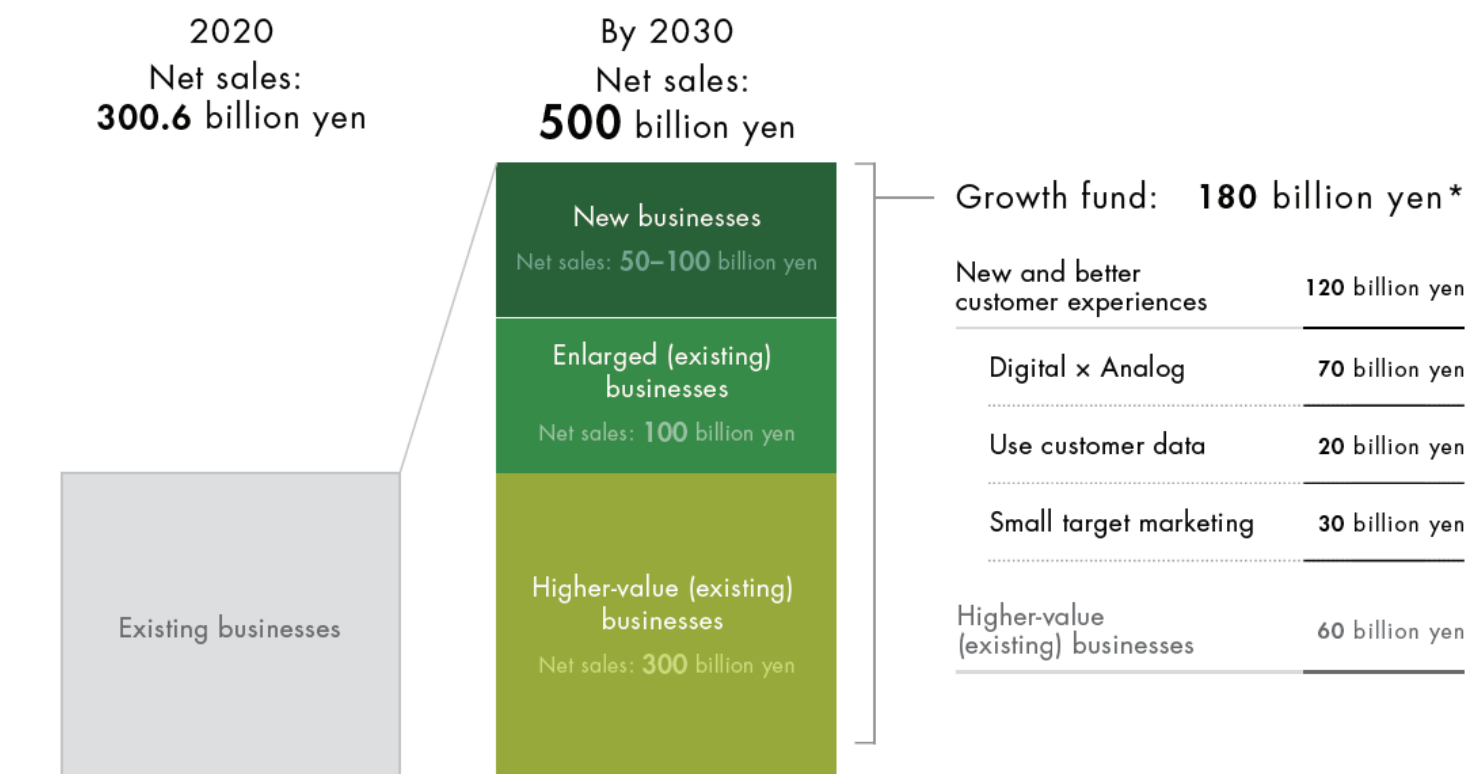 2020
Net sales:
300.6 billion yen
By 2030
Net sales:
500 billion yen
New businesses
Net sales: 50–100 billion yen
Enlarged (existing)
businesses
Net sales: 100 billion yen
Higher-value (existing)
businesses
Net sales: 300 billion yen
Existing businesses
Growth fund: 180 billion yen*
New and better
customer experiences
120 billion yen
Digital × Analog
70 billion yen
Use customer data
20 billion yen
Small target marketing
30 billion yen
Higher-value
(existing) businesses
60 billion yen